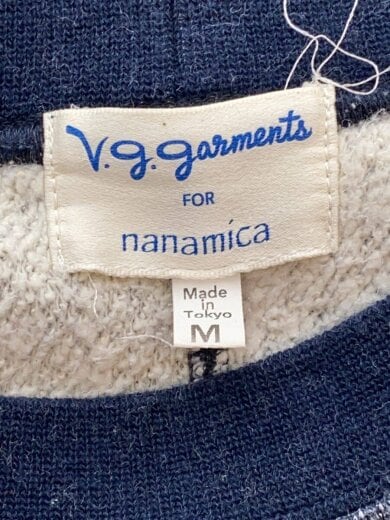 V.G. Garments
FOR
nanamica
Made
in
Tokyo
M